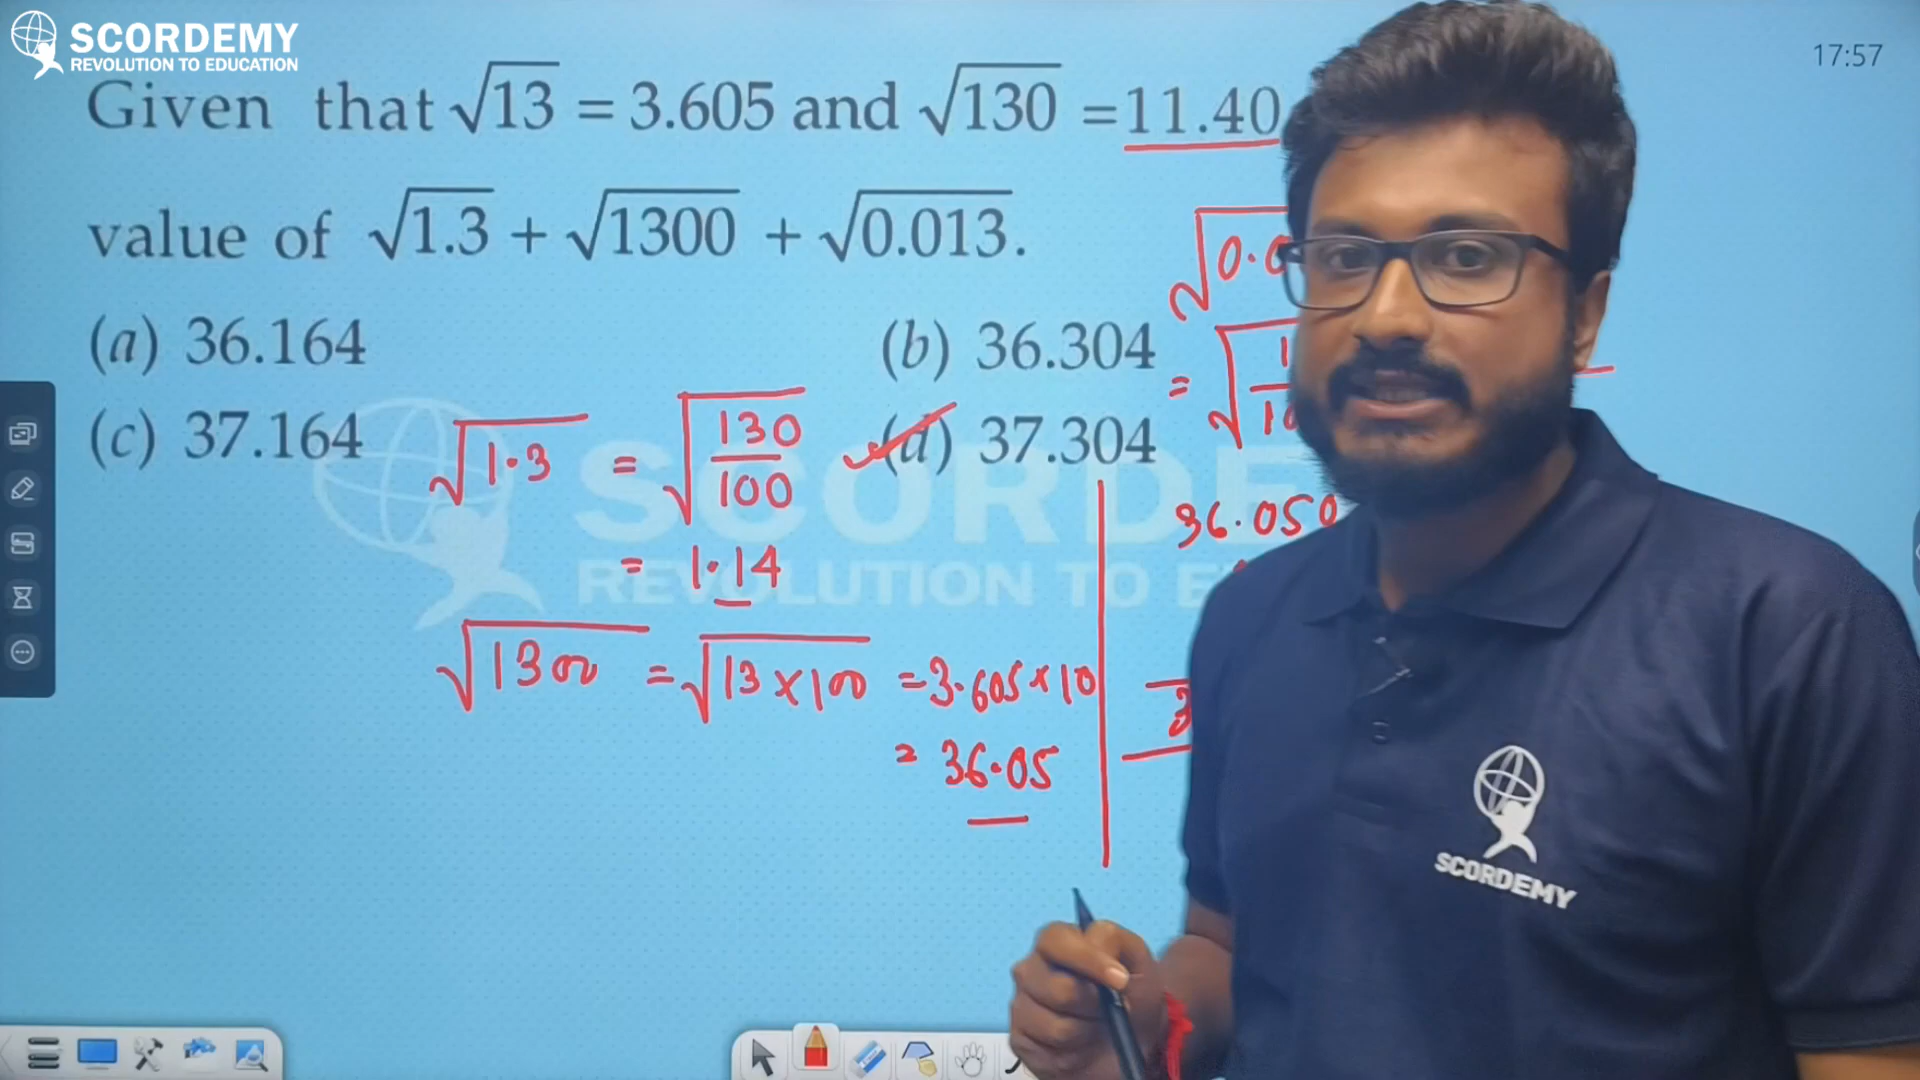 SCORDEMY
REVOLUTION TO EDUCATION
17:57
Given that √13 = 3.605 and √130 = 11.40
value of √1.3 + √1300 + √0.013.
(a) 36.164
(b) 36.304
(c) 37.164
(d) 37.304
√1.3 = √130/100
= 1.14
√1300 = √13×100 = 3.605×10
= 36.05
36.050
SCORDEMY
SCORDEMY